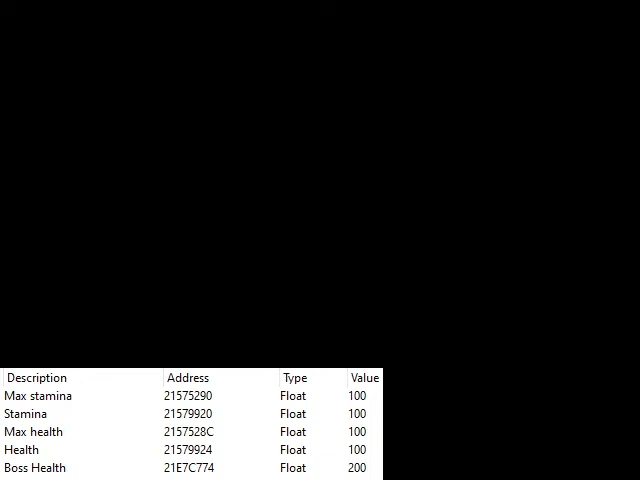 Description Address Type Value
Max stamina 21575290 Float 100
Stamina 21579920 Float 100
Max health 2157528C Float 100
Health 21579924 Float 100
Boss Health 21E7C774 Float 200